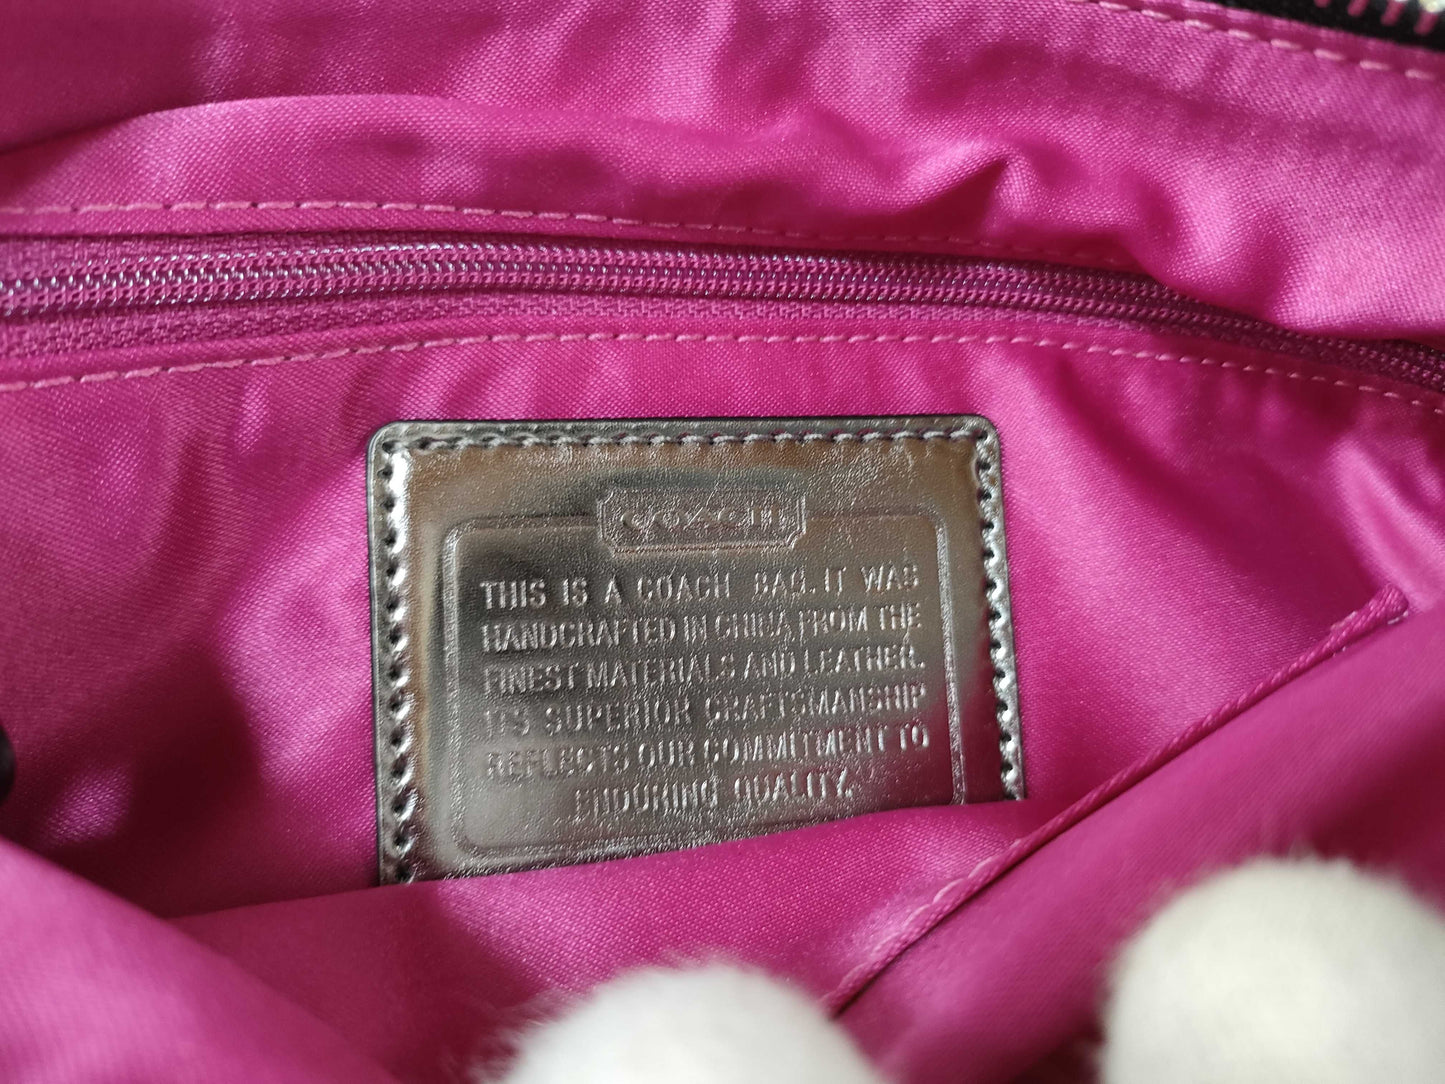 COACH
THIS IS A COACH BAG. IT WAS
HANDCRAFTED IN CHINA FROM THE
FINEST MATERIALS AND LEATHER.
ITS SUPERIOR CRAFTSMANSHIP
REFLECTS OUR COMMITMENT TO
ENDURING QUALITY.